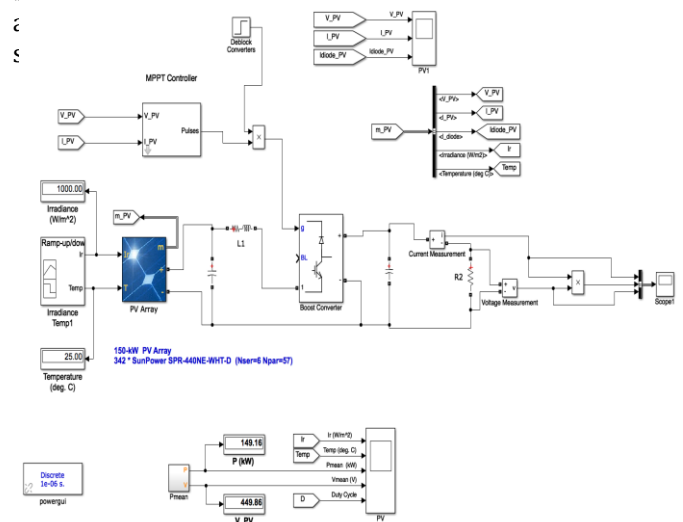 a
s
Deblock
Converters
V_PV
V_PV
I_PV
I_PV
Idiode_PV
Idiode_PV
PV1
MPPT Controller
V_PV
V_PV
I_PV
I_PV
Pulses
×
m_PV
<V_PV>
V_PV
<I_PV>
I_PV
<I_diode>
Idiode_PV
<Irradiance (W/m2)>
Ir
<Temperature (deg C)>
Temp
1000.00
Irradiance
(W/m^2)
m_PV
Ramp-up/dow
Ir
Temp
Irradiance
Temp1
m
Ir
T
+
-
PV Array
L1
g
BL
1
+
-
Boost Converter
+
-
i
Current Measurement
R2
+
-
v
Voltage Measurement
×
Scope1
25.00
Temperature
(deg, C)
150-kW PV Array
342 * SunPower SPR-440NE-WHT-D (Nser=6 Npar=57)
Discrete
1e-06 s.
powergui
P
V
Pmean
149.16
P (kW)
449.86
V_PV
Ir
Ir (W/m^2)
Temp
Temp (deg. C)
Pmean (kW)
Vmean (V)
D
Duty Cycle
PV